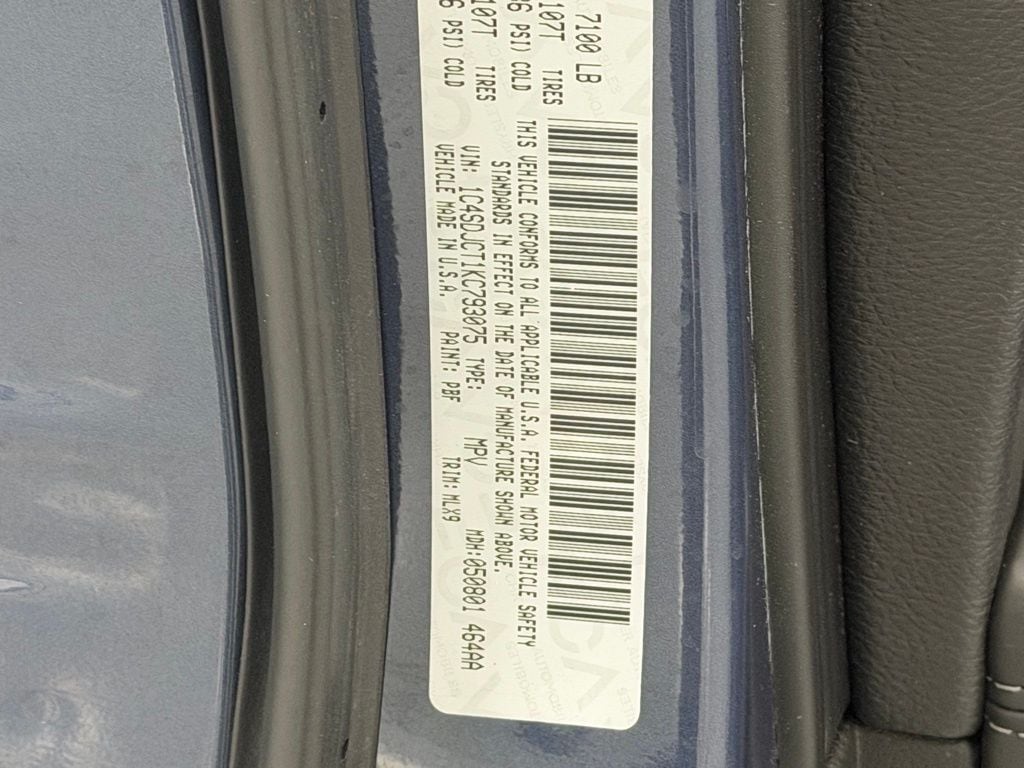 7100 LB
107T TIRES
36 PSI) COLD
107T TIRES
6 PSI) COLD
THIS VEHICLE CONFORMS TO ALL APPLICABLE U.S.A. FEDERAL MOTOR VEHICLE SAFETY
STANDARDS IN EFFECT ON THE DATE OF MANUFACTURE SHOWN ABOVE.
VIN: 1C4SDJCT1KC793075 TYPE: MPV MDH:050801 464AA
VEHICLE MADE IN U.S.A. PAINT: PBF TRIM:MLX9